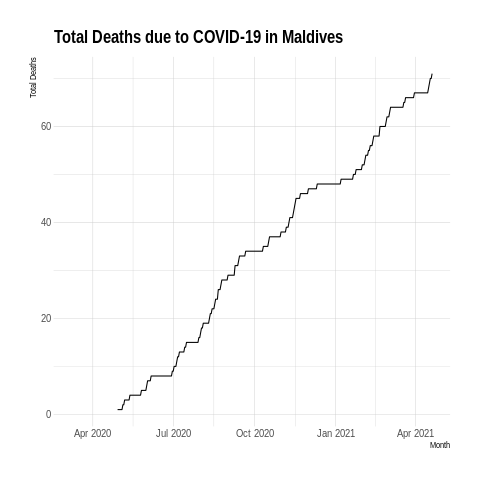 Total Deaths due to COVID-19 in Maldives
Total Deaths
60
40
20
0
Apr 2020 Jul 2020 Oct 2020 Jan 2021 Apr 2021
Month